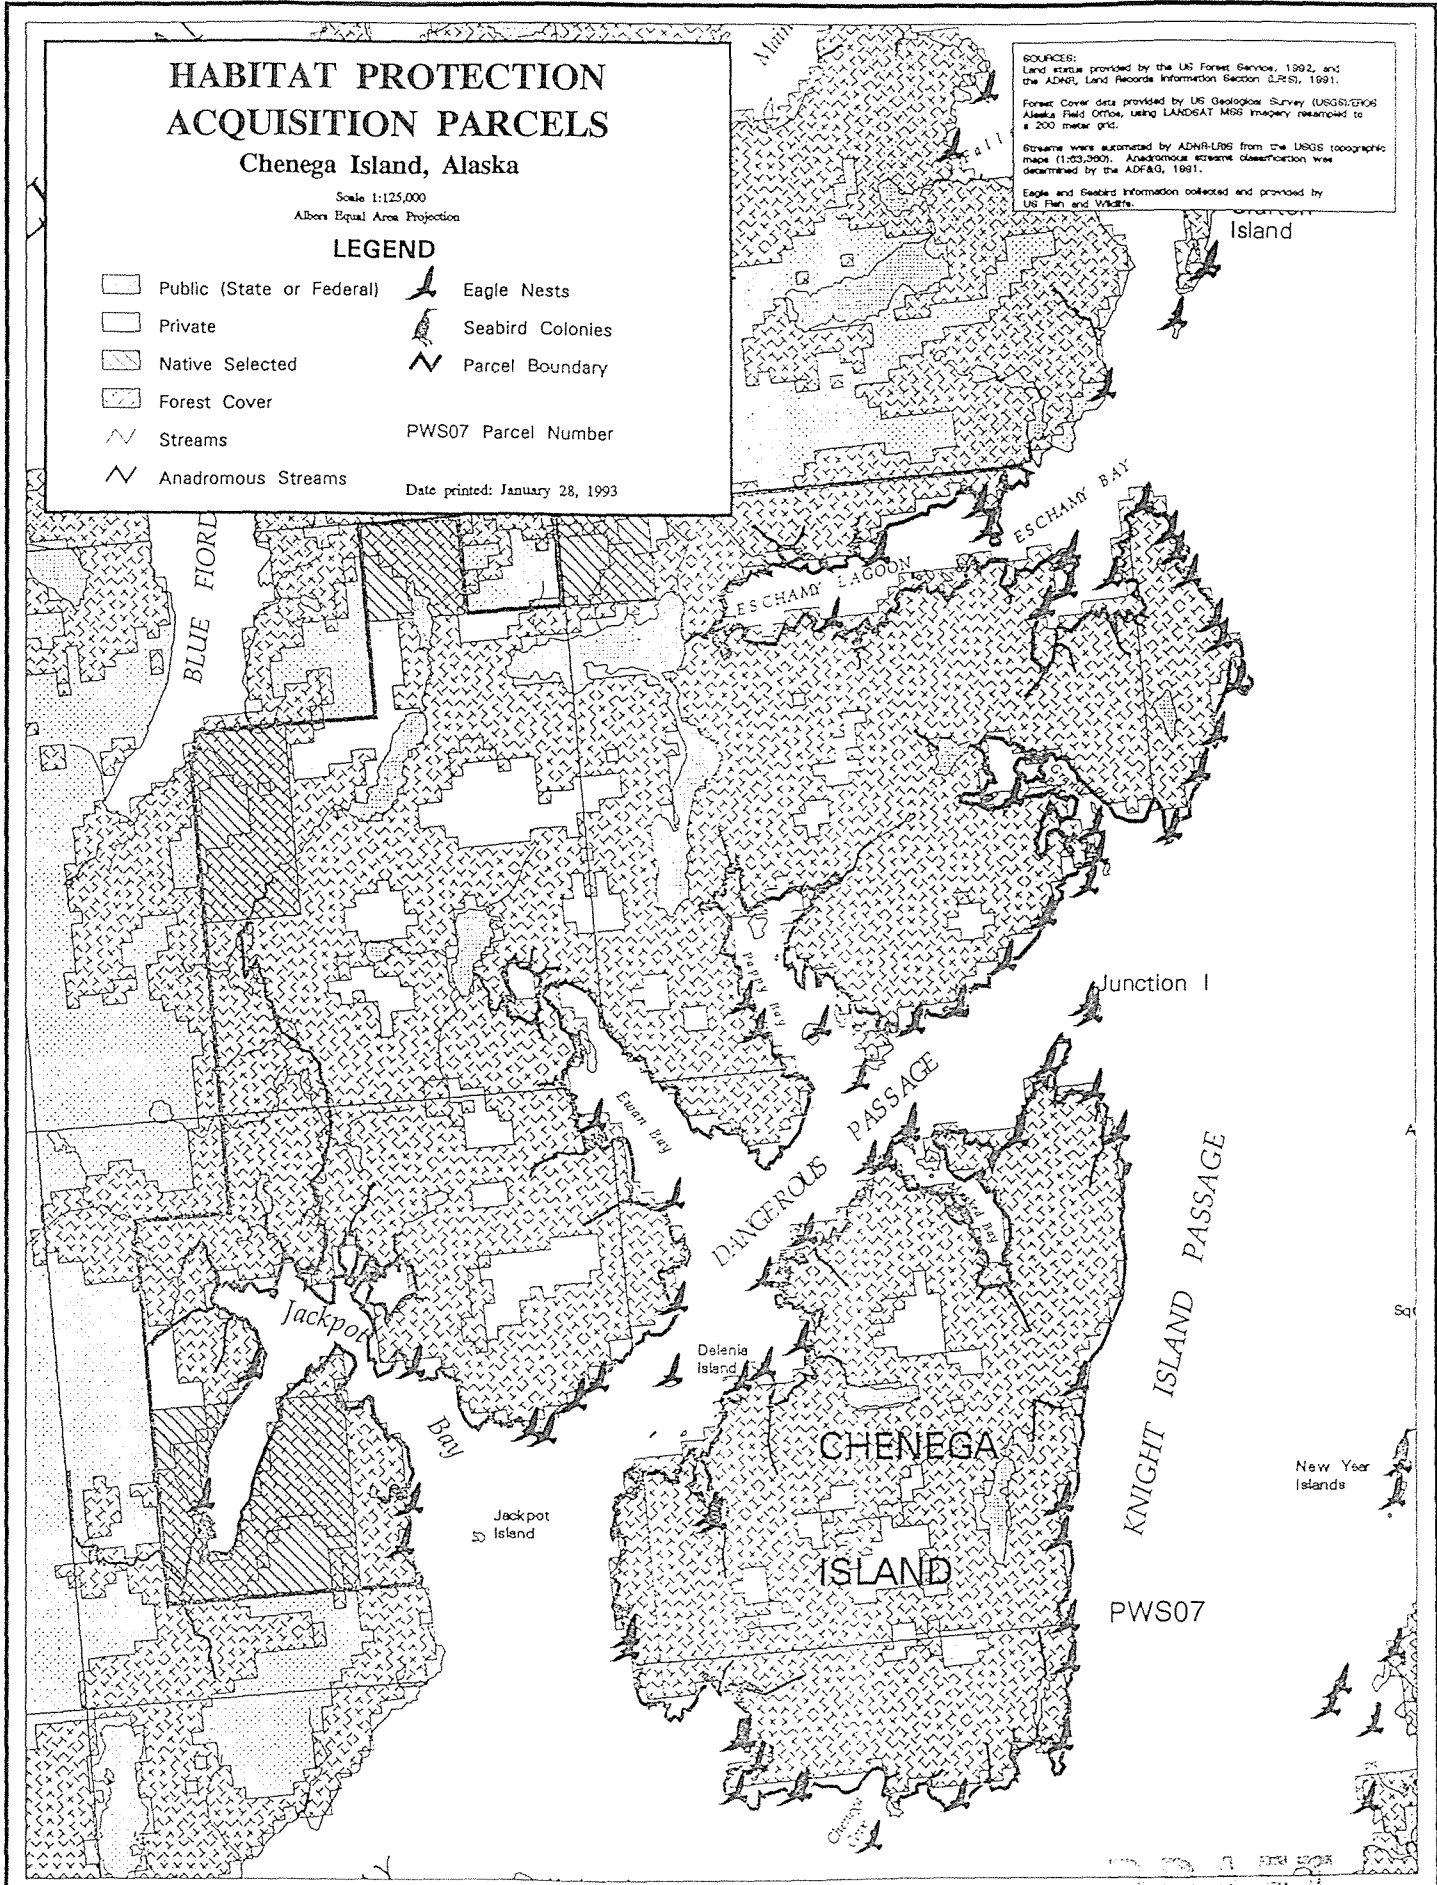 HABITAT PROTECTION
ACQUISITION PARCELS
Chenega Island, Alaska
Scale 1:125,000
Albers Equal Area Projection
LEGEND
Public (State or Federal)
Private
Native Selected
Forest Cover
Streams
Anadromous Streams
Eagle Nests
Seabird Colonies
Parcel Boundary
PWS07 Parcel Number
Date printed: January 28, 1993
SOURCES:
Land status provided by the US Forest Service, 1992, and
the ADNR, Land Records Information Section (LRIS), 1991.
Forest Cover data provided by US Geological Survey (USGS)/EROS
Alaska Field Office, using LANDSAT MSS imagery resampled to
a 200 meter grid.
Streams were automated by ADNR-LRIS from the USGS topographic
maps (1:63,360). Anadromous streams classification was
determined by the ADF&G, 1991.
Eagle and Seabird information collected and provided by
US Fish and Wildlife.
Main
Island
BLUE FIORD
ESCHAMY BAY
ESCHAMY LAGOON
Junction I
Ewan Bay
DANGEROUS PASSAGE
KNIGHT ISLAND PASSAGE
Jackpot
Bay
Delenia
Island
Jackpot
Island
CHENEGA
ISLAND
New Year
Islands
PWS07